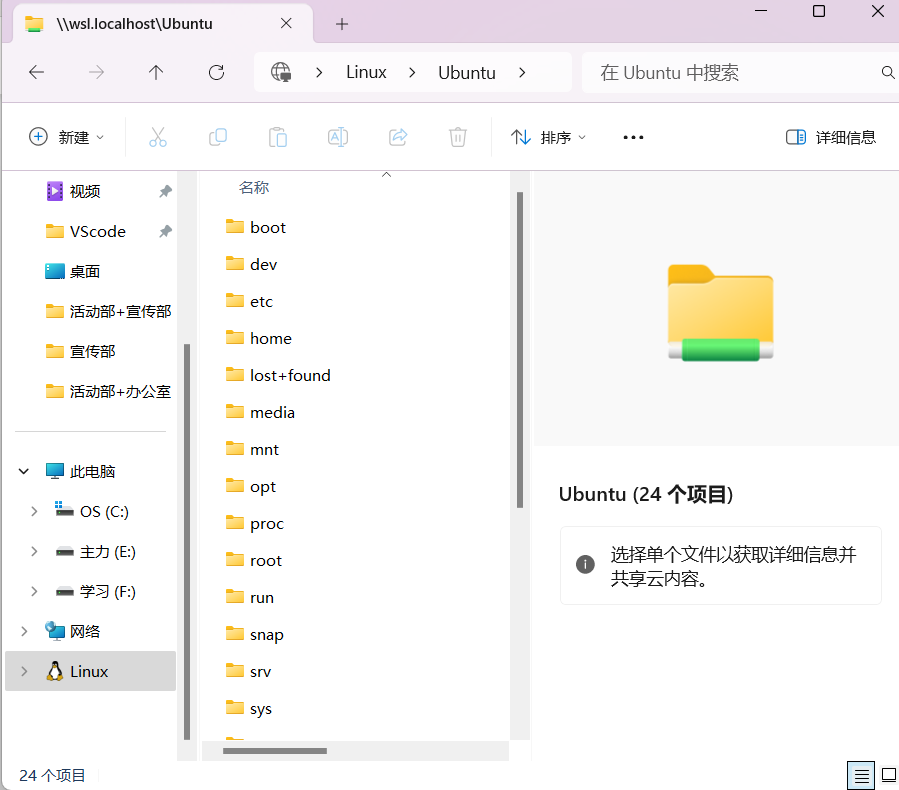 \\wsl.localhost\Ubuntu
Linux
Ubuntu
在 Ubuntu 中搜索
新建
排序
详细信息
视频
VScode
桌面
活动部+宣传部
宣传部
活动部+办公室
此电脑
OS (C:)
主力 (E:)
学习 (F:)
网络
Linux
名称
boot
dev
etc
home
lost+found
media
mnt
opt
proc
root
run
snap
srv
sys
Ubuntu (24 个项目)
选择单个文件以获取详细信息并
共享云内容。
24 个项目